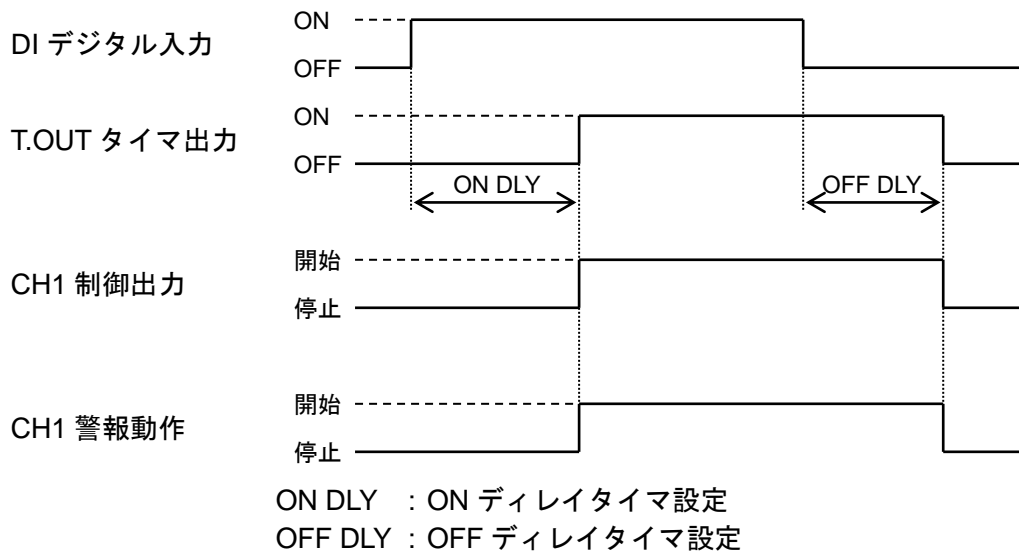 ON
DI デジタル入力
OFF
ON
T.OUT タイマ出力
OFF
ON DLY
OFF DLY
開始
CH1 制御出力
停止
開始
CH1 警報動作
停止
ON DLY : ON ディレイタイマ設定
OFF DLY : OFF ディレイタイマ設定